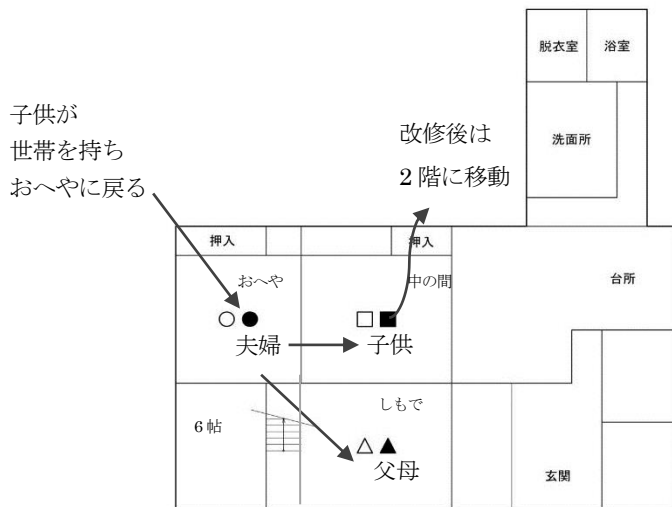 脱衣室
浴室
子供が
世帯を持ち
おへやに戻る
改修後は
2階に移動
洗面所
押入
押入
おへや
中の間
台所
夫婦
子供
6帖
しもで
父母
玄関